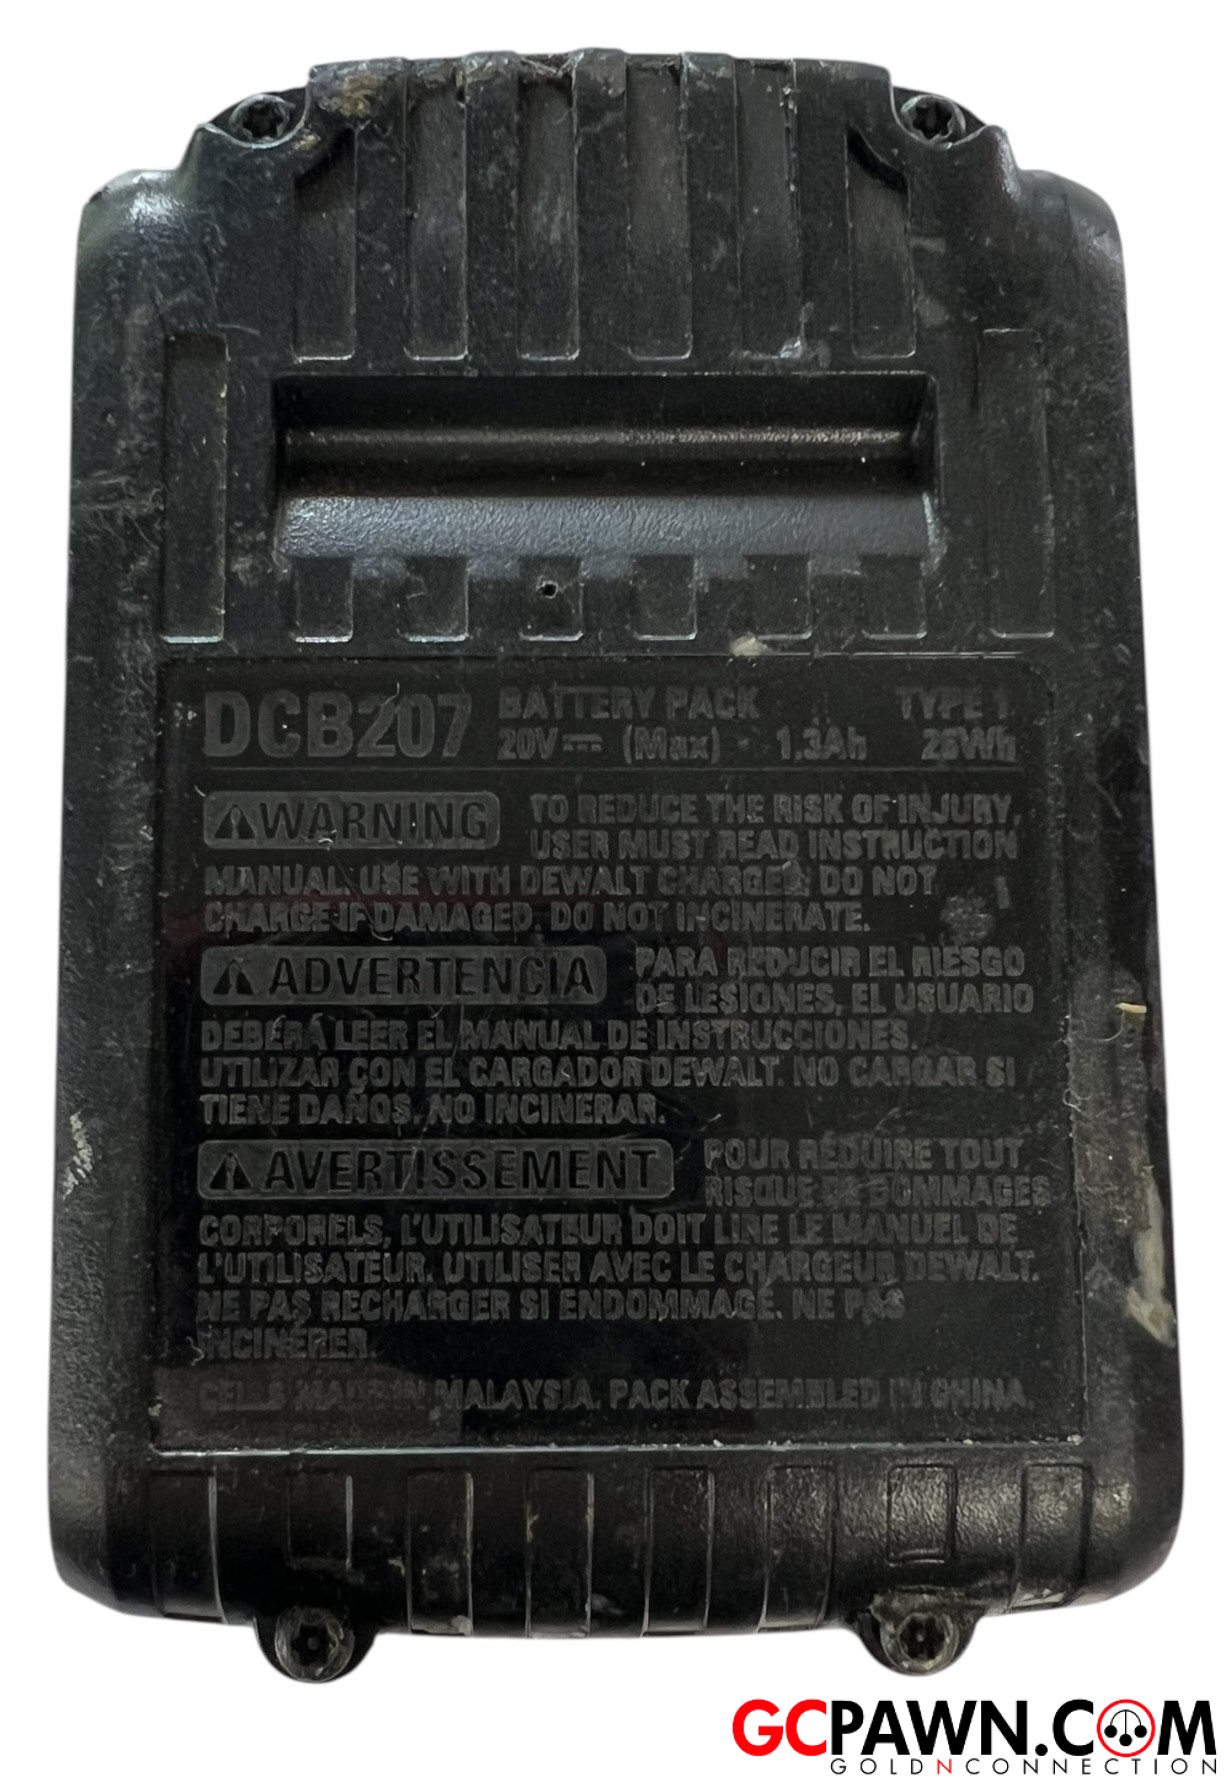 DCB207 BATTERY PACK TYPE 1
20V⎓ (Max) 1.3Ah 26Wh
⚠WARNING TO REDUCE THE RISK OF INJURY,
USER MUST READ INSTRUCTION
MANUAL. USE WITH DEWALT CHARGER. DO NOT
CHARGE IF DAMAGED. DO NOT INCINERATE.
⚠ADVERTENCIA PARA REDUCIR EL RIESGO
DE LESIONES, EL USUARIO
DEBERÁ LEER EL MANUAL DE INSTRUCCIONES.
UTILIZAR CON EL CARGADOR DEWALT. NO CARGAR SI
TIENE DAÑOS. NO INCINERAR.
⚠AVERTISSEMENT POUR RÉDUIRE TOUT
RISQUE DE DOMMAGES
CORPORELS, L'UTILISATEUR DOIT LIRE LE MANUEL DE
L'UTILISATEUR. UTILISER AVEC LE CHARGEUR DEWALT.
NE PAS RECHARGER SI ENDOMMAGÉ. NE PAS
INCINÉRER.
CELLS MADE IN MALAYSIA. PACK ASSEMBLED IN CHINA.
GCPAWN.COM
GOLDNCONNECTION